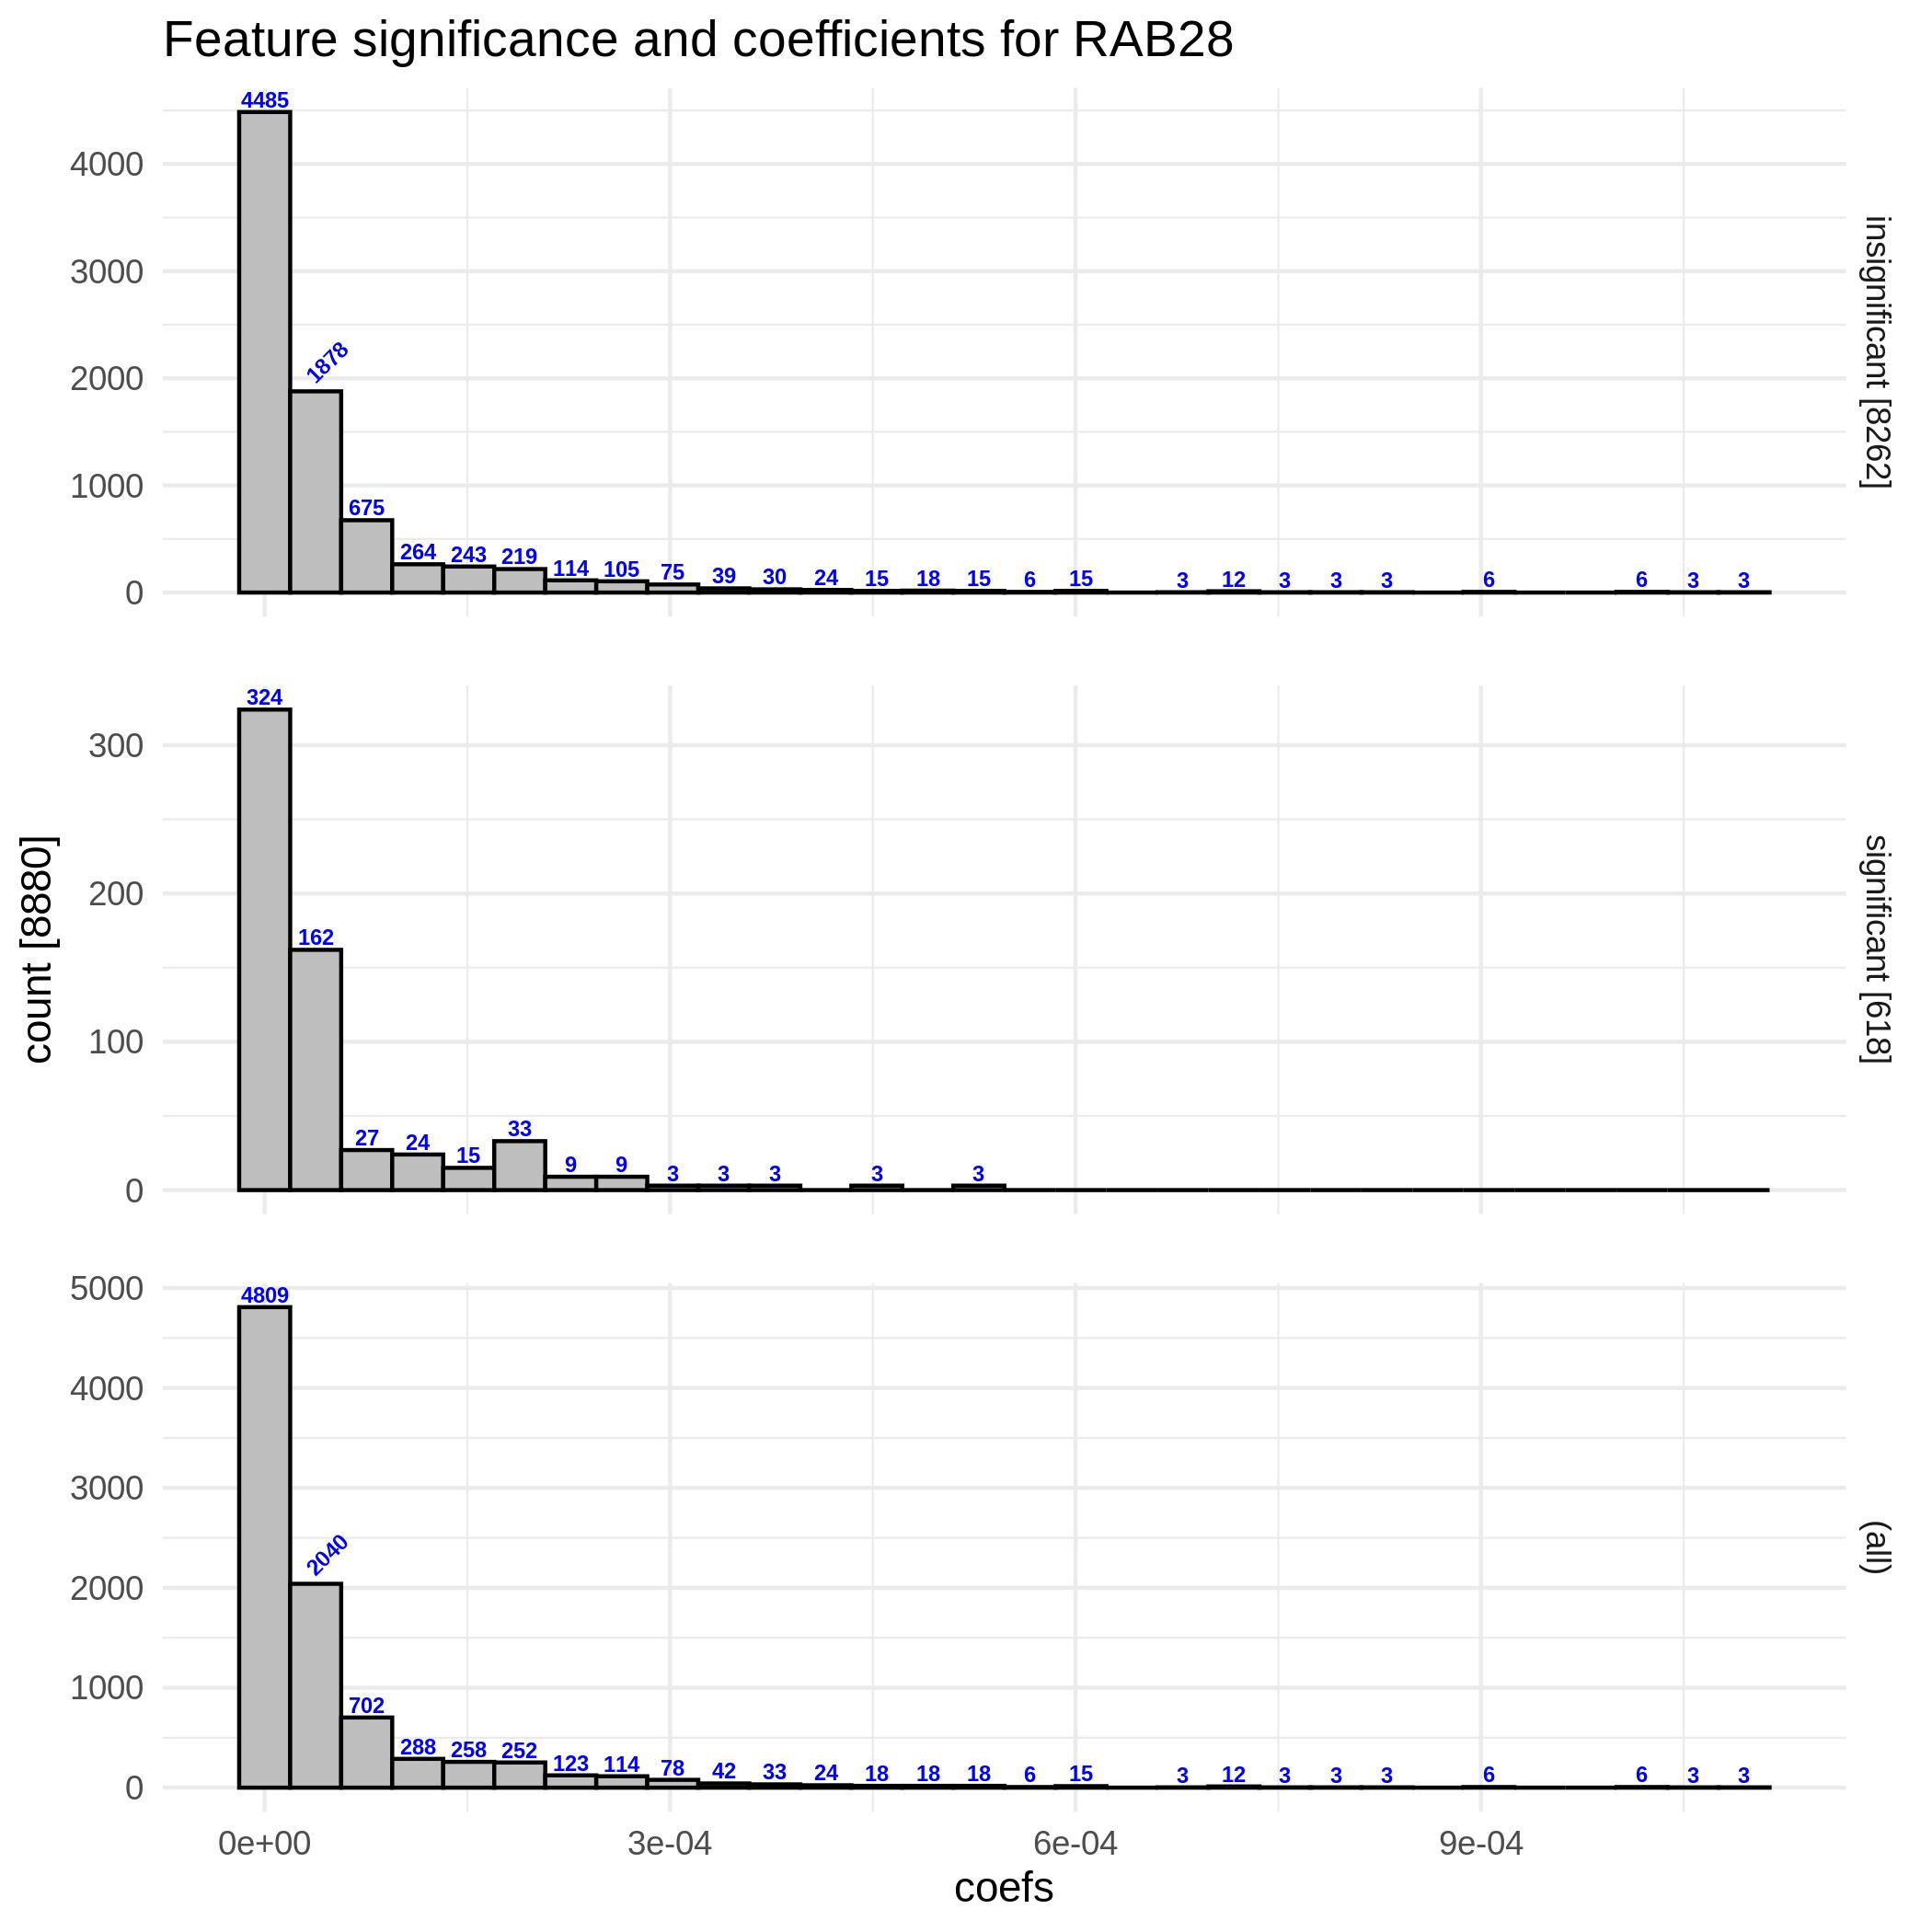 Feature significance and coefficients for RAB28
4485
4000
3000
2000
1000
0
1878
675
264 243 219 114 105 75 39 30 24 15 18 15 6 15 3 12 3 3 3 6 6 3 3
insignificant [8262]
count [8880]
324
300
200
100
0
162
27 24 15 33 9 9 3 3 3 3 3
significant [618]
5000
4809
4000
3000
2000
1000
0
2040
702
288 258 252 123 114 78 42 33 24 18 18 18 6 15 3 12 3 3 3 6 6 3 3
(all)
0e+00 3e-04 6e-04 9e-04
coefs